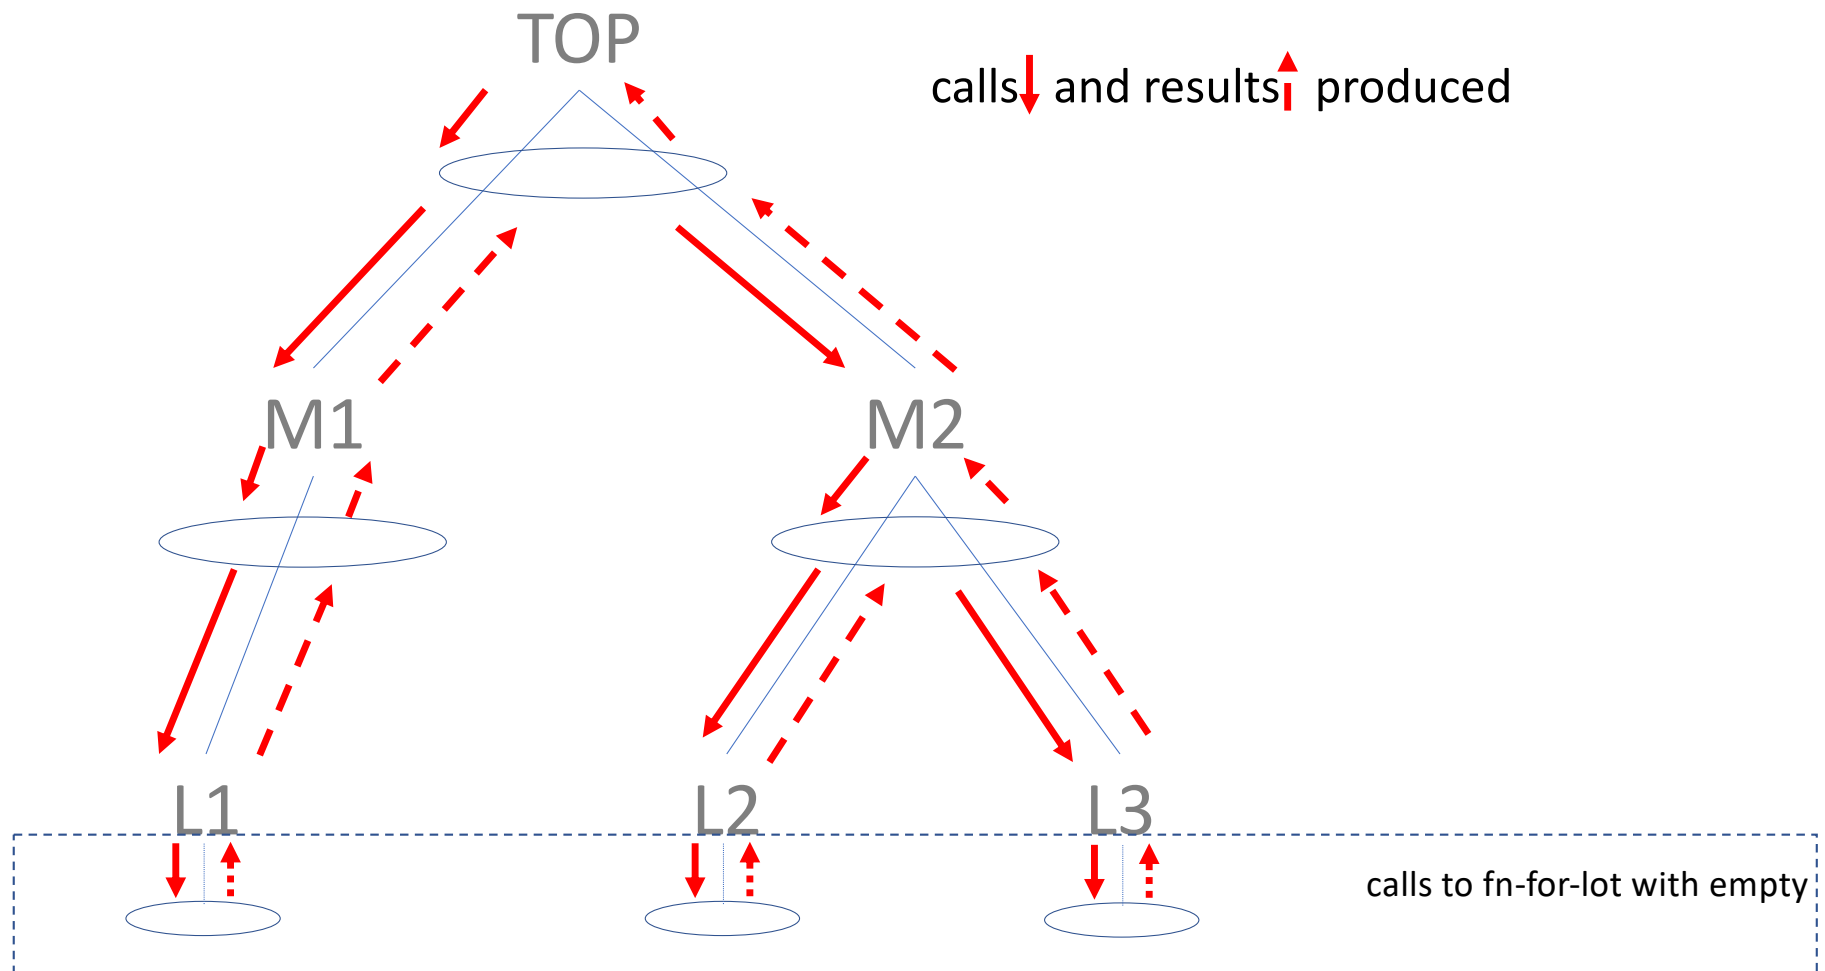 TOP
calls and results produced
M1 M2
L1 L2 L3
calls to fn-for-lot with empty